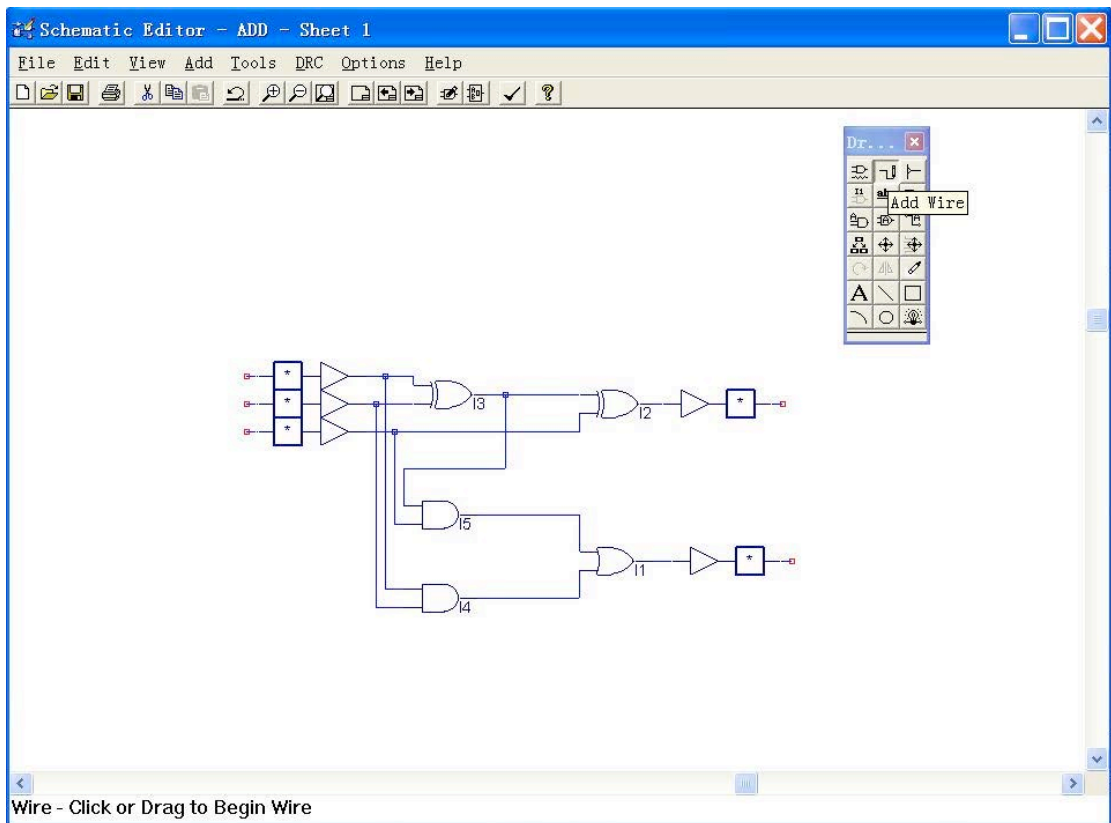 Schematic Editor - ADD - Sheet 1
File Edit View Add Tools DRC Options Help
Dr...
I1
Add Wire
A
* * *
I3
I2
*
I5
I1
*
I4
Wire - Click or Drag to Begin Wire